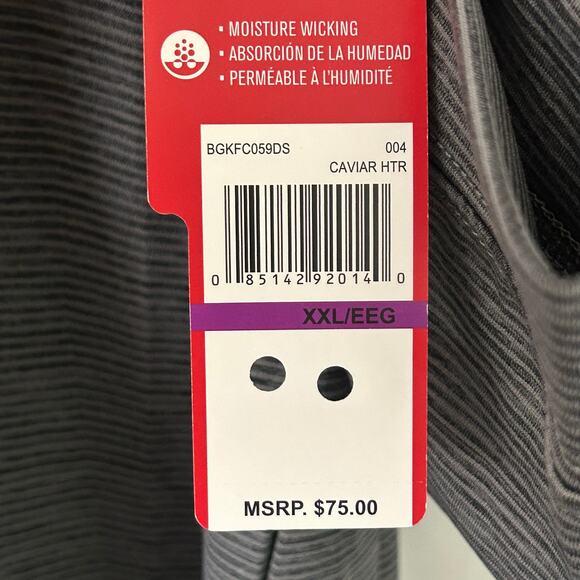 • MOISTURE WICKING
• ABSORCIÓN DE LA HUMEDAD
• PERMÉABLE À L'HUMIDITÉ
BGKFC059DS 004
CAVIAR HTR
0 85142 92014 0
XXL/EEG
MSRP. $75.00